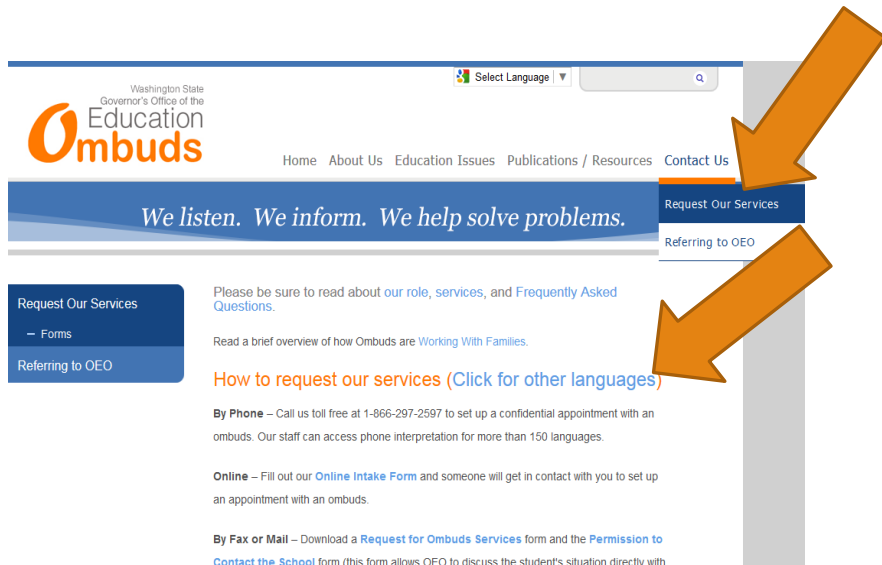 Select Language ▼
Washington State
Governor's Office of the
Education
Ombuds
Home About Us Education Issues Publications / Resources Contact Us
We listen. We inform. We help solve problems.
Request Our Services
Referring to OEO
Request Our Services
– Forms
Referring to OEO
Please be sure to read about our role, services, and Frequently Asked
Questions.
Read a brief overview of how Ombuds are Working With Families.
How to request our services (Click for other languages)
By Phone – Call us toll free at 1-866-297-2597 to set up a confidential appointment with an
ombuds. Our staff can access phone interpretation for more than 150 languages.
Online – Fill out our Online Intake Form and someone will get in contact with you to set up
an appointment with an ombuds.
By Fax or Mail – Download a Request for Ombuds Services form and the Permission to
Contact the School form (this form allows OEO to discuss the student's situation directly with